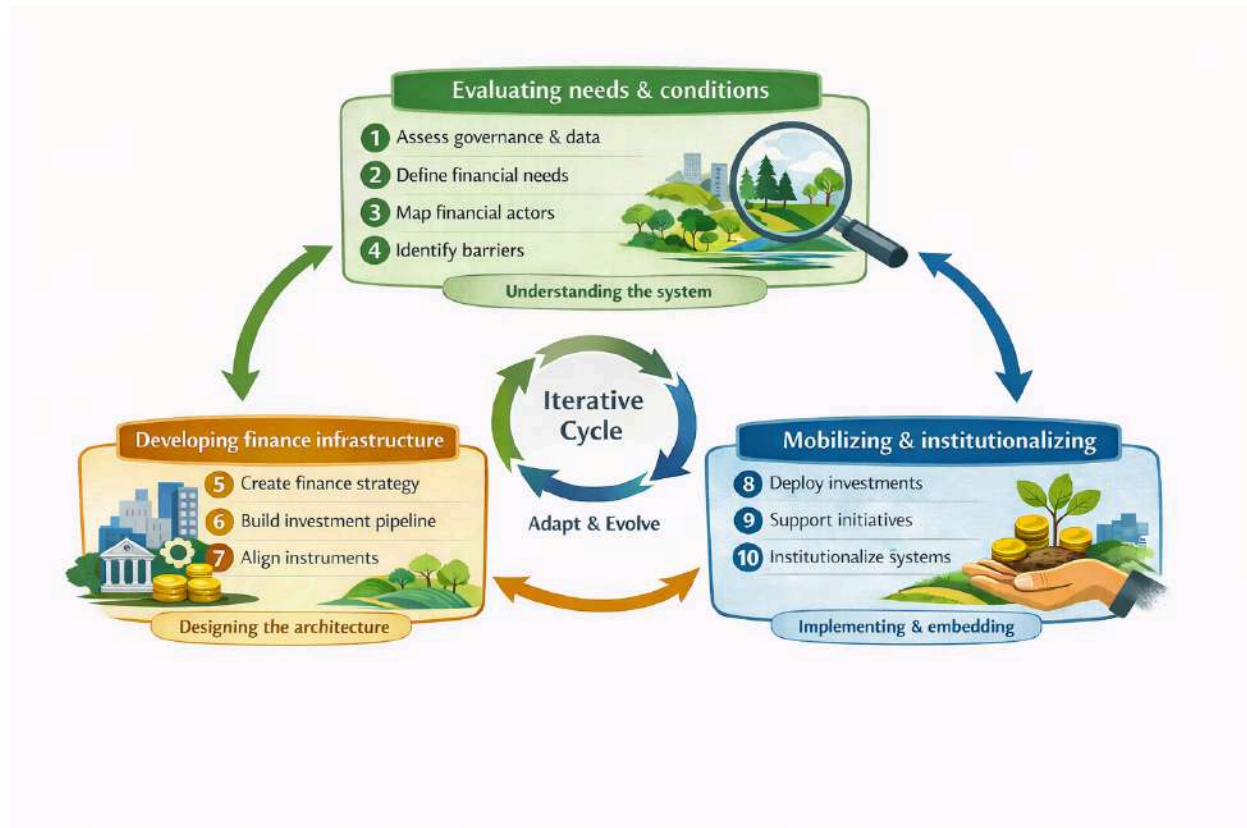 Evaluating needs & conditions
1 Assess governance & data
2 Define financial needs
3 Map financial actors
4 Identify barriers
Understanding the system
Iterative
Cycle
Adapt & Evolve
Developing finance infrastructure
5 Create finance strategy
6 Build investment pipeline
7 Align instruments
Designing the architecture
Mobilizing & institutionalizing
8 Deploy investments
9 Support initiatives
10 Institutionalize systems
Implementing & embedding